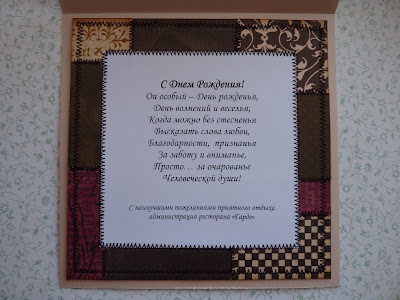 С Днем Рождения!
Он особый – День рожденья,
День волнений и веселья,
Когда можно без стесненья
Высказать слова любви,
Благодарности, признанья
За заботу и вниманье,
Просто… за очарованье
Человеческой души!
С наилучшими пожеланиями приятного отдыха
администрация ресторана «Гарде»